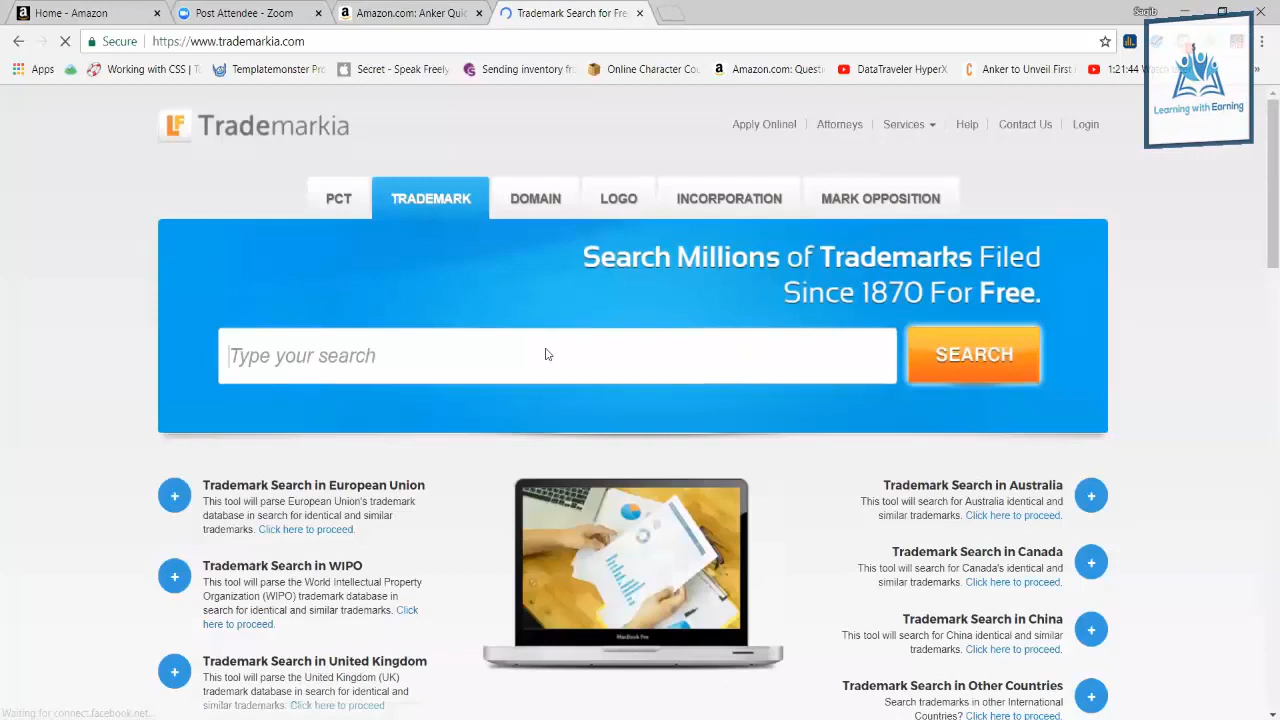 Home - Amazon
Post Attendee - Zoom
Amazon.com: Anker Pow
Trademark Search for Fre
Saqib
Secure
https://www.trademarkia.com
Apps
Working with CSS | T
Templatemonster Pro
Secret - Speak Freely
Using inventory fr
Online Character Cou
Amazon.com: Questi
DataTraveler HyperX
Anker to Unveil First
1:21:44 Watch
Learning with Earning
LF Trademarkia
Apply Online!
Attorneys
Services
Help
Contact Us
Login
PCT
TRADEMARK
DOMAIN
LOGO
INCORPORATION
MARK OPPOSITION
Search Millions of Trademarks Filed
Since 1870 For Free.
Type your search
SEARCH
Trademark Search in European Union
This tool will parse European Union's trademark
database in search for identical and similar
trademarks. Click here to proceed.
Trademark Search in WIPO
This tool will parse the World Intellectual Property
Organization (WIPO) trademark database in
search for identical and similar trademarks. Click
here to proceed.
Trademark Search in United Kingdom
This tool will parse the United Kingdom (UK)
trademark database in search for identical and
similar trademarks. Click here to proceed
MacBook Pro
Trademark Search in Australia
This tool will search for Australia identical and
similar trademarks. Click here to proceed.
Trademark Search in Canada
This tool will search for Canada's identical and
similar trademarks. Click here to proceed.
Trademark Search in China
This tool will search for China identical and similar
trademarks. Click here to proceed.
Trademark Search in Other Countries
Search trademarks in other International
Countries? Click here to proceed.
Waiting for connect.facebook.net...